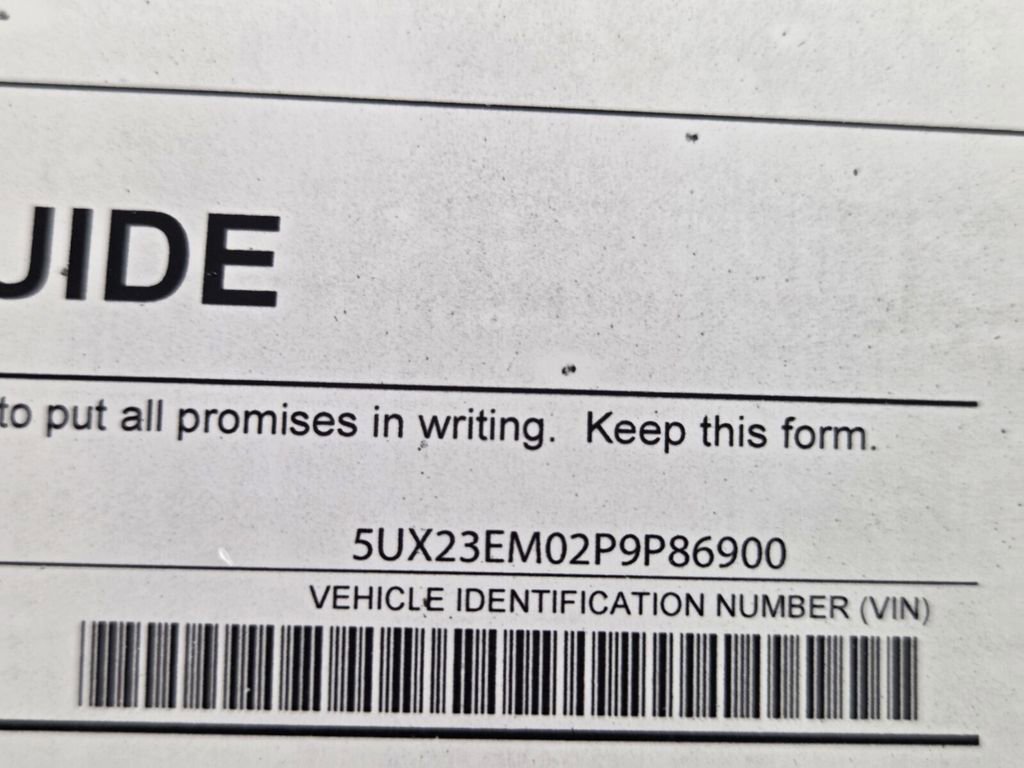 UIDE
to put all promises in writing. Keep this form.
5UX23EM02P9P86900
VEHICLE IDENTIFICATION NUMBER (VIN)